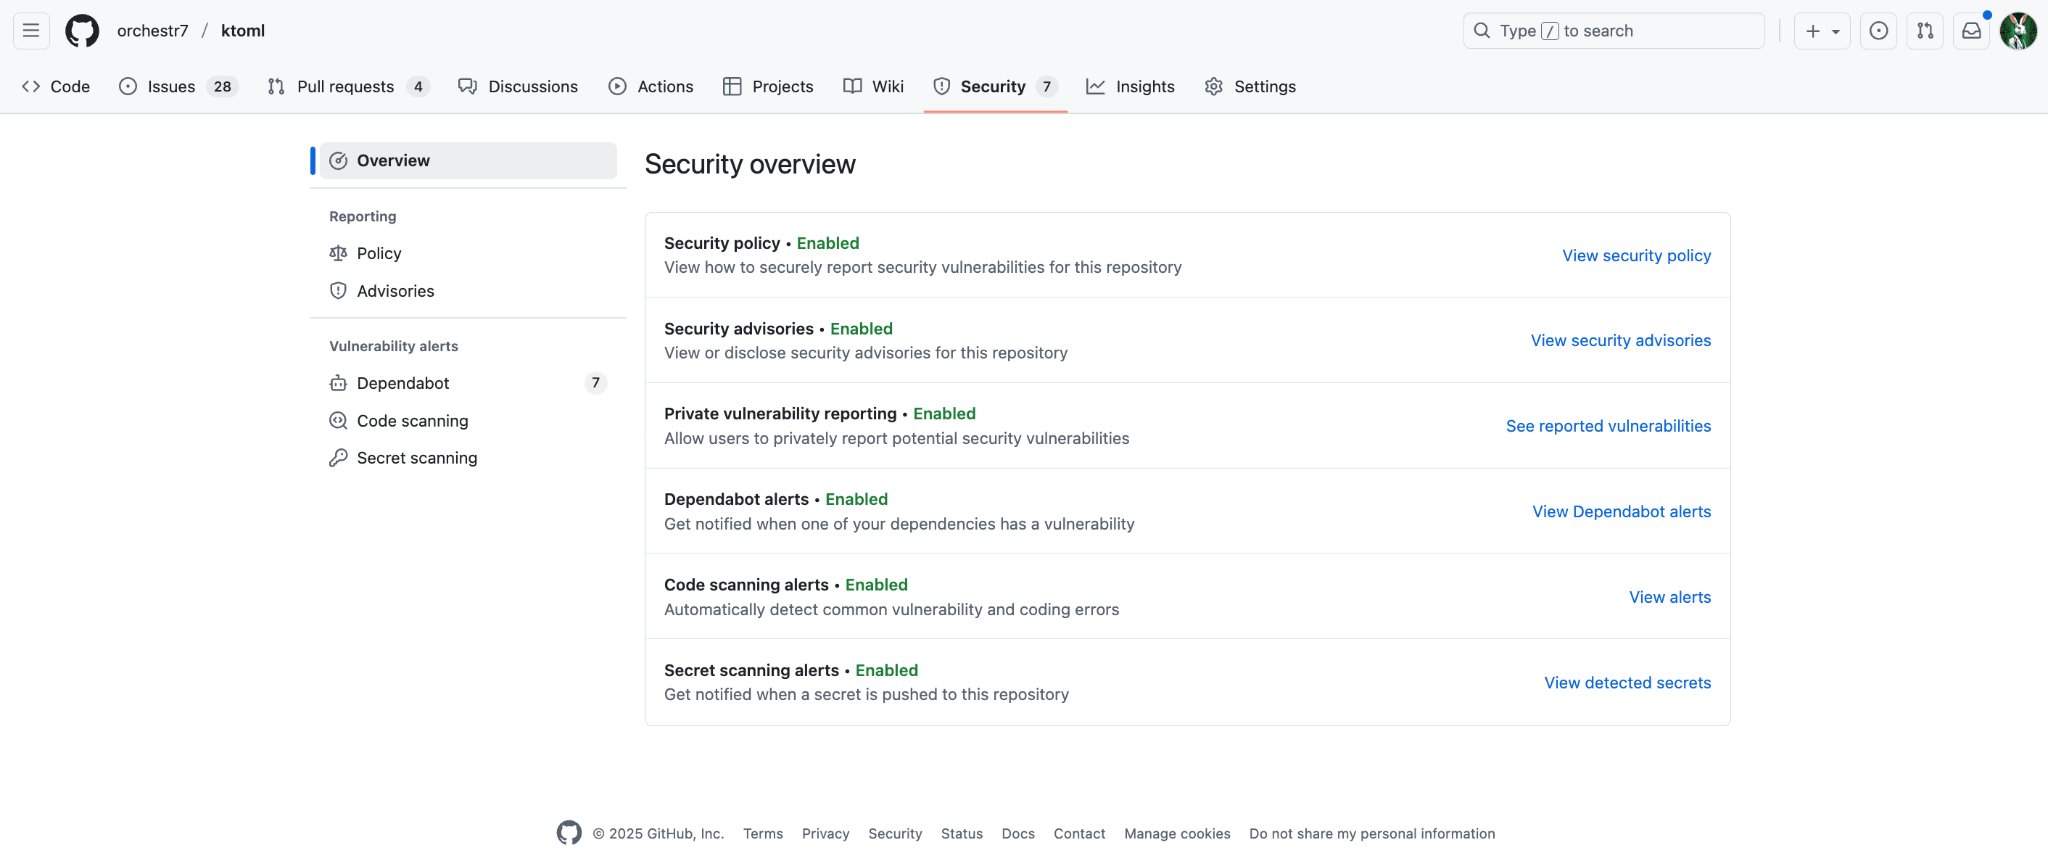 orchestr7 / ktoml
Type / to search
Code
Issues 28
Pull requests 4
Discussions
Actions
Projects
Wiki
Security 7
Insights
Settings
Overview
Reporting
Policy
Advisories
Vulnerability alerts
Dependabot 7
Code scanning
Secret scanning
Security overview
Security policy • Enabled
View how to securely report security vulnerabilities for this repository
View security policy
Security advisories • Enabled
View or disclose security advisories for this repository
View security advisories
Private vulnerability reporting • Enabled
Allow users to privately report potential security vulnerabilities
See reported vulnerabilities
Dependabot alerts • Enabled
Get notified when one of your dependencies has a vulnerability
View Dependabot alerts
Code scanning alerts • Enabled
Automatically detect common vulnerability and coding errors
View alerts
Secret scanning alerts • Enabled
Get notified when a secret is pushed to this repository
View detected secrets
© 2025 GitHub, Inc. Terms Privacy Security Status Docs Contact Manage cookies Do not share my personal information